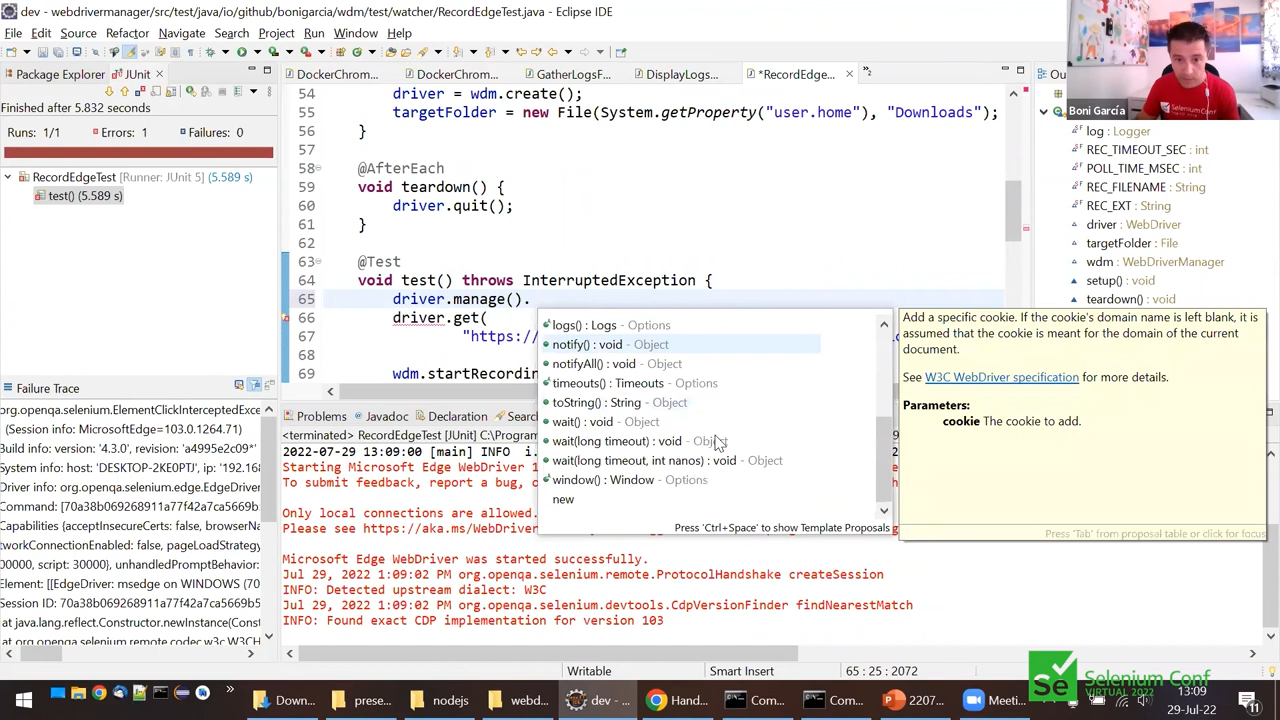 dev - webdrivermanager/src/test/java/io/github/bonigarcia/wdm/test/watcher/RecordEdgeTest.java - Eclipse IDE
File Edit Source Refactor Navigate Search Project Run Window Help
Package Explorer JUnit
DockerChrom... DockerChrom... GatherLogsF... DisplayLogs... *RecordEdge...
Boni García
Finished after 5.832 seconds
Runs: 1/1 Errors: 1 Failures: 0
RecordEdgeTest [Runner: JUnit 5] (5.589 s)
test() (5.589 s)
Failure Trace
org.openqa.selenium.ElementClickInterceptedExce
(Session info: MicrosoftEdge=103.0.1264.71)
Build info: version: '4.3.0', revision:
System info: host: 'DESKTOP-2KE0PTJ', ip: '192.16
Driver info: org.openqa.selenium.edge.EdgeDriver
Command: [70a38b069268911a77f42a7ca5669b5
Capabilities {acceptInsecureCerts: false, browserNa
Element: [[EdgeDriver: msedge on WINDOWS (70
Session ID: 70a38b069268911a77f42a7ca5669b5
at java.lang.reflect.Constructor.newInstance(Const
54 driver = wdm.create();
55 targetFolder = new File(System.getProperty("user.home"), "Downloads");
56 }
57
58 @AfterEach
59 void teardown() {
60 driver.quit();
61 }
62
63 @Test
64 void test() throws InterruptedException {
65 driver.manage().
66 driver.get(
67 "https:/
68
69 wdm.startRecordin
logs() : Logs - Options
notify() : void - Object
notifyAll() : void - Object
timeouts() : Timeouts - Options
toString() : String - Object
wait() : void - Object
wait(long timeout) : void - Object
wait(long timeout, int nanos) : void - Object
window() : Window - Options
new
Press 'Ctrl+Space' to show Template Proposals
Add a specific cookie. If the cookie's domain name is left blank, it is
assumed that the cookie is meant for the domain of the current
document.
See W3C WebDriver specification for more details.
Parameters:
cookie The cookie to add.
Press 'Tab' from proposal table or click for focus
log : Logger
REC_TIMEOUT_SEC : int
POLL_TIME_MSEC : int
REC_FILENAME : String
REC_EXT : String
driver : WebDriver
targetFolder : File
wdm : WebDriverManager
setup() : void
teardown() : void
Problems Javadoc Declaration Search
<terminated> RecordEdgeTest [JUnit] C:\Progra
2022-07-29 13:09:00 [main] INFO i.
Starting Microsoft Edge WebDriver 1
To submit feedback, report a bug, o
Only local connections are allowed.
Please see https://aka.ms/WebDriver
Microsoft Edge WebDriver was started successfully.
Jul 29, 2022 1:09:02 PM org.openqa.selenium.remote.ProtocolHandshake createSession
INFO: Detected upstream dialect: W3C
Jul 29, 2022 1:09:02 PM org.openqa.selenium.devtools.CdpVersionFinder findNearestMatch
INFO: Found exact CDP implementation for version 103
Writable Smart Insert 65 : 25 : 2072
Se Selenium Conf
VIRTUAL 2022
Down... prese... nodejs webd... dev - ... Hand... Com... Com... 2207... Meeti...
13:09
29-Jul-22
11